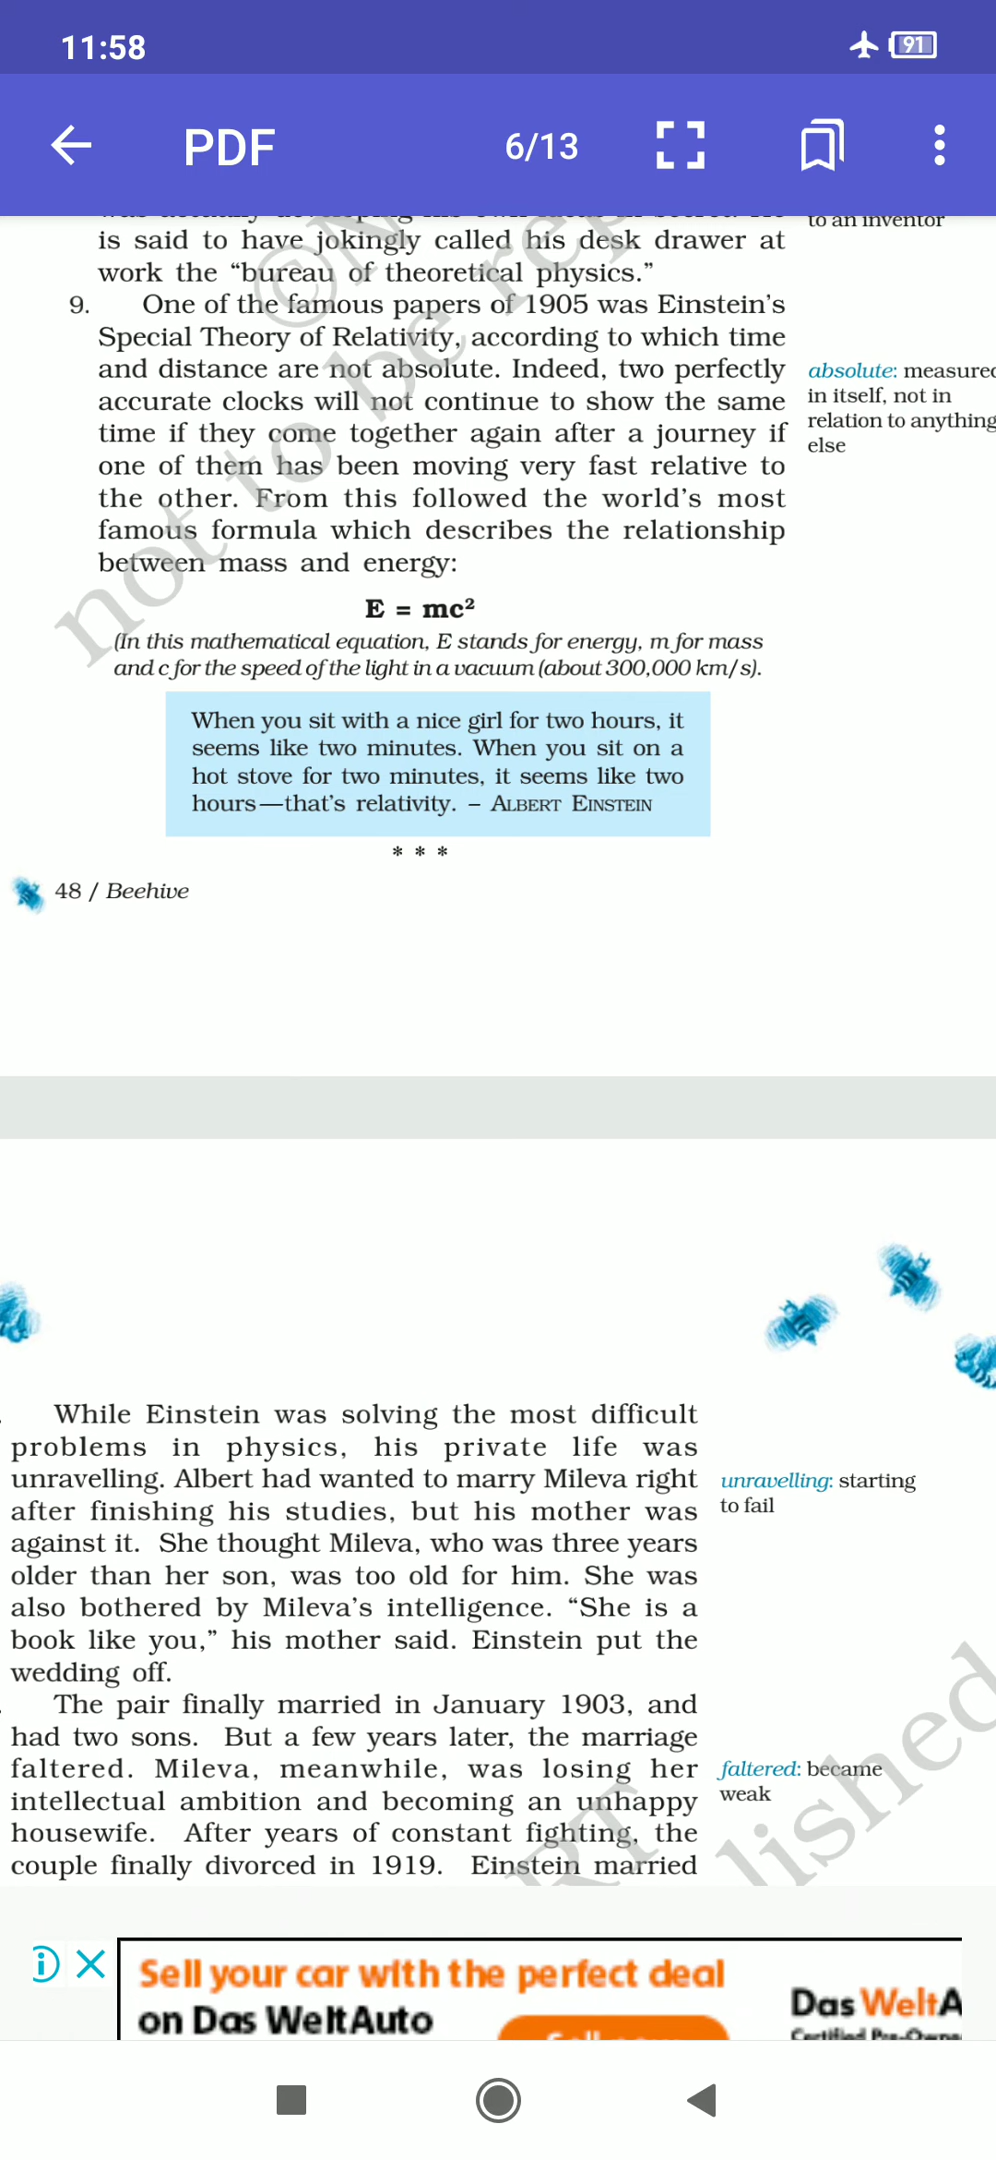 11:58
91
PDF
6/13
to an inventor
is said to have jokingly called his desk drawer at
work the “bureau of theoretical physics.”
9. One of the famous papers of 1905 was Einstein’s
Special Theory of Relativity, according to which time
and distance are not absolute. Indeed, two perfectly
accurate clocks will not continue to show the same
time if they come together again after a journey if
one of them has been moving very fast relative to
the other. From this followed the world’s most
famous formula which describes the relationship
between mass and energy:
absolute: measured
in itself, not in
relation to anything
else
E = mc²
(In this mathematical equation, E stands for energy, m for mass
and c for the speed of the light in a vacuum (about 300,000 km/s).
When you sit with a nice girl for two hours, it
seems like two minutes. When you sit on a
hot stove for two minutes, it seems like two
hours—that’s relativity. – ALBERT EINSTEIN
* * *
48 / Beehive
While Einstein was solving the most difficult
problems in physics, his private life was
unravelling. Albert had wanted to marry Mileva right
after finishing his studies, but his mother was
against it. She thought Mileva, who was three years
older than her son, was too old for him. She was
also bothered by Mileva’s intelligence. “She is a
book like you,” his mother said. Einstein put the
wedding off.
unravelling: starting
to fail
The pair finally married in January 1903, and
had two sons. But a few years later, the marriage
faltered. Mileva, meanwhile, was losing her
intellectual ambition and becoming an unhappy
housewife. After years of constant fighting, the
couple finally divorced in 1919. Einstein married
faltered: became
weak
not to be rep
©N
RT
lished
Sell your car with the perfect deal
on Das WeltAuto
Das WeltA